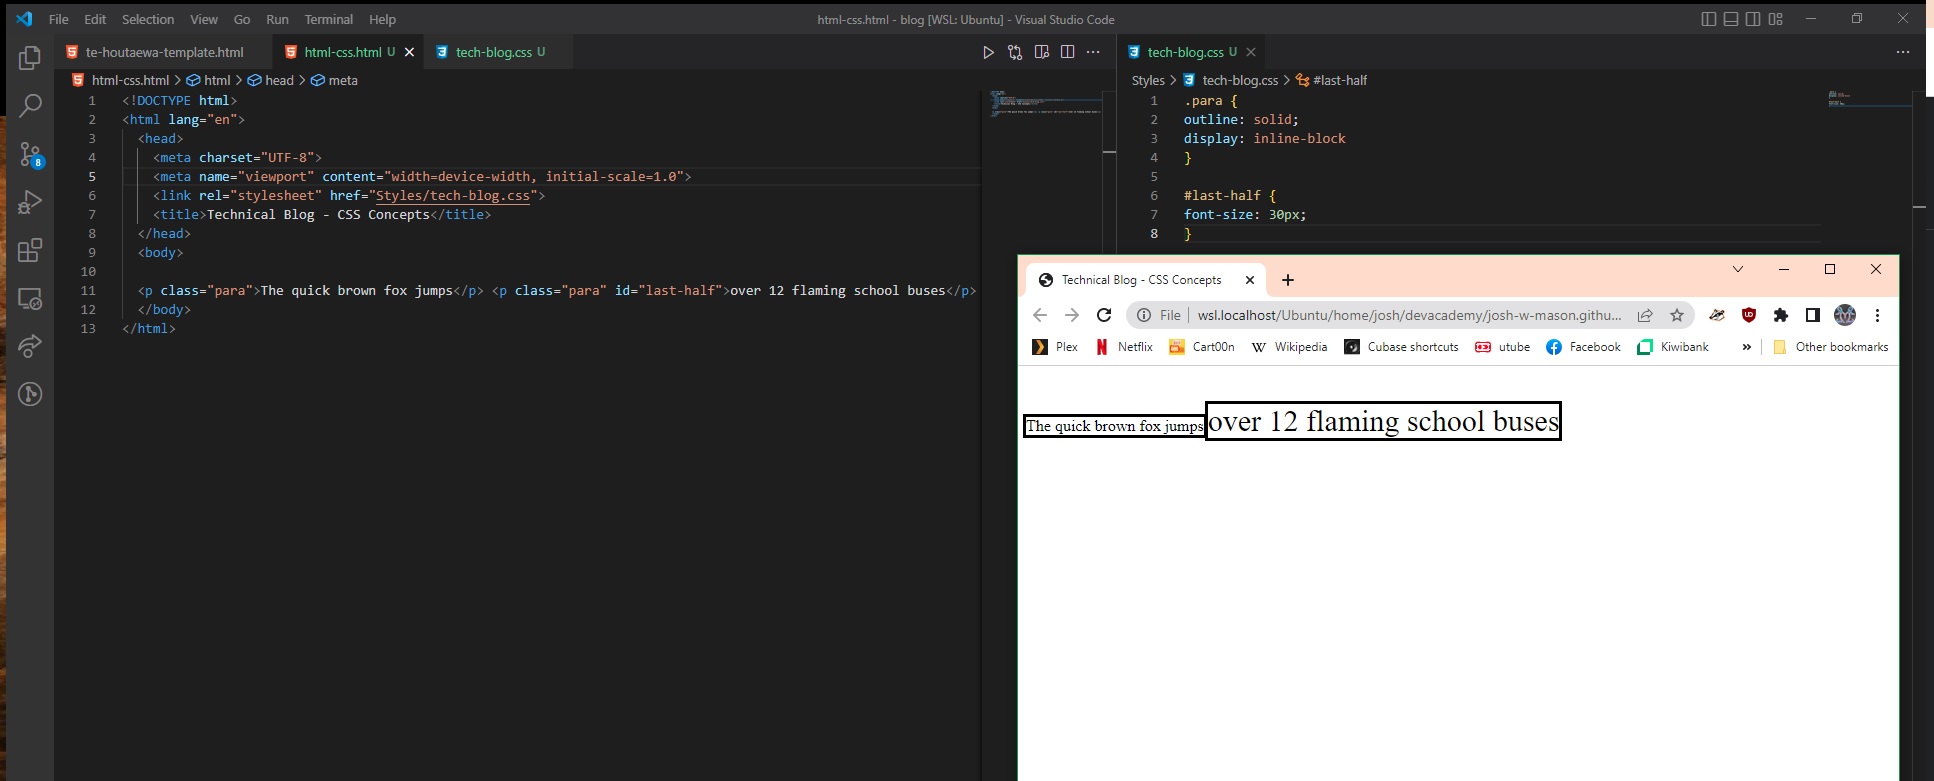 File Edit Selection View Go Run Terminal Help
html-css.html - blog [WSL: Ubuntu] - Visual Studio Code
te-houtaewa-template.html
html-css.html U
tech-blog.css U
html-css.html > html > head > meta
1 <!DOCTYPE html>
2 <html lang="en">
3 <head>
4 <meta charset="UTF-8">
5 <meta name="viewport" content="width=device-width, initial-scale=1.0">
6 <link rel="stylesheet" href="Styles/tech-blog.css">
7 <title>Technical Blog - CSS Concepts</title>
8 </head>
9 <body>
10
11 <p class="para">The quick brown fox jumps</p> <p class="para" id="last-half">over 12 flaming school buses</p>
12 </body>
13 </html>
8
tech-blog.css U
Styles > tech-blog.css > #last-half
1 .para {
2 outline: solid;
3 display: inline-block
4 }
5
6 #last-half {
7 font-size: 30px;
8 }
Technical Blog - CSS Concepts
File wsl.localhost/Ubuntu/home/josh/devacademy/josh-w-mason.githu...
Plex Netflix Cart00n Wikipedia Cubase shortcuts utube Facebook Kiwibank » Other bookmarks
The quick brown fox jumps over 12 flaming school buses